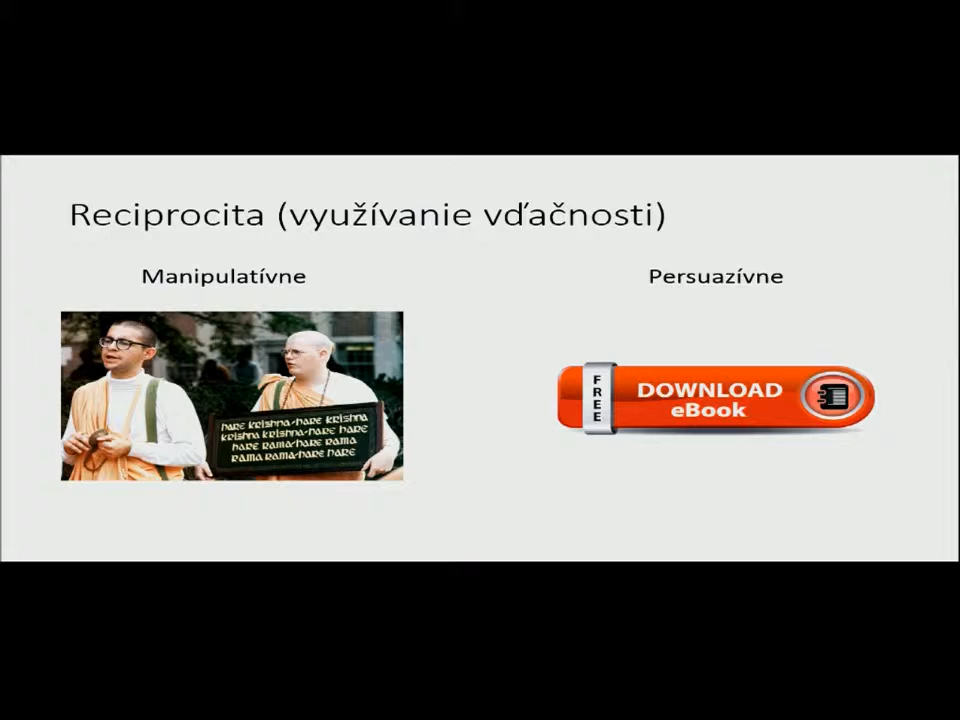 Reciprocita (využívanie vďačnosti)
Manipulatívne
Persuazívne
hare krishna-hare krishna
krishna krishna-hare hare
hare rama-hare rama
rama rama-hare hare
FREE
DOWNLOAD
eBook